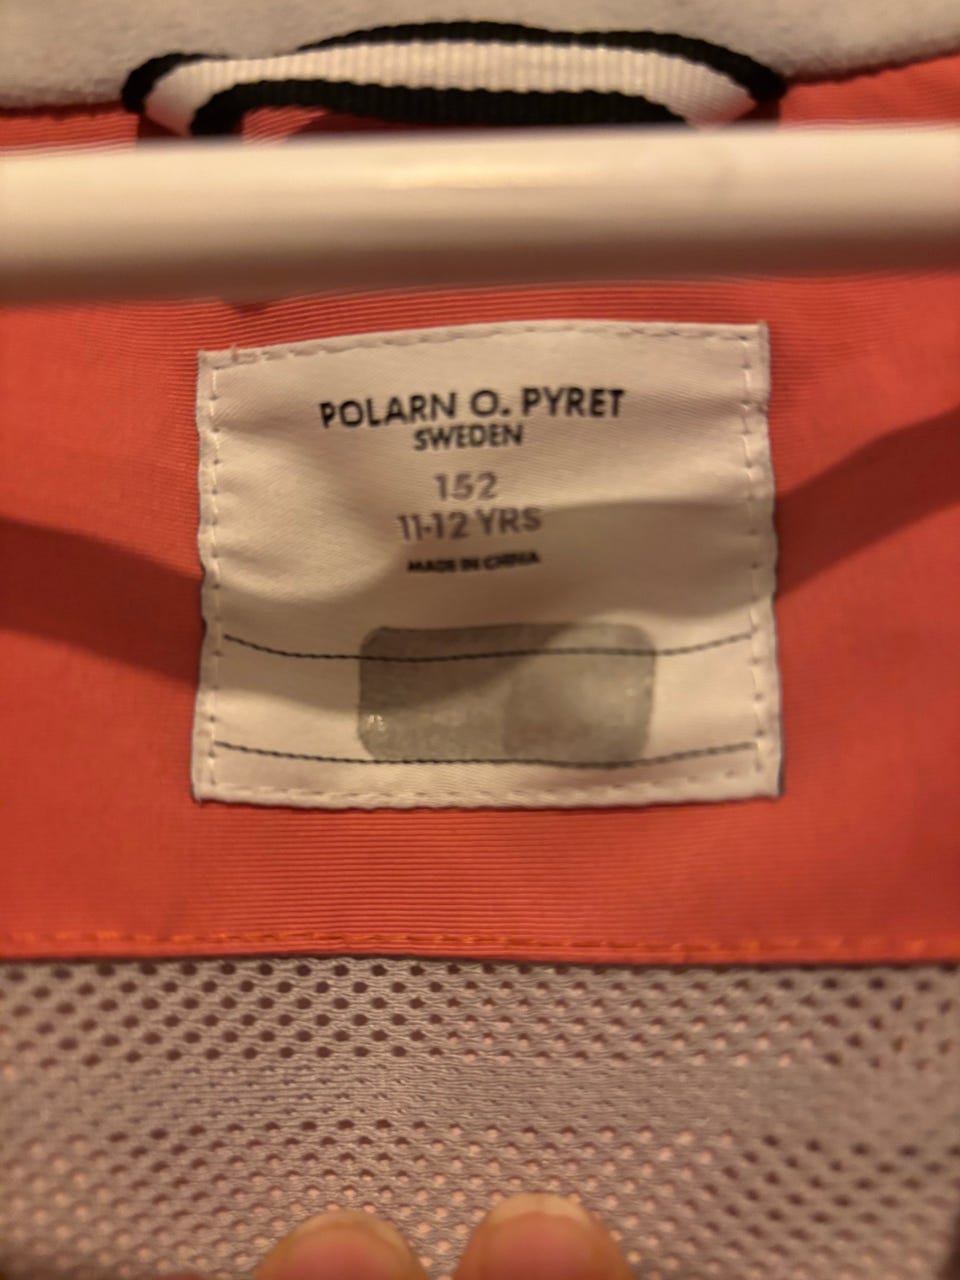 POLARN O. PYRET
SWEDEN
152
11-12 YRS
MADE IN CHINA